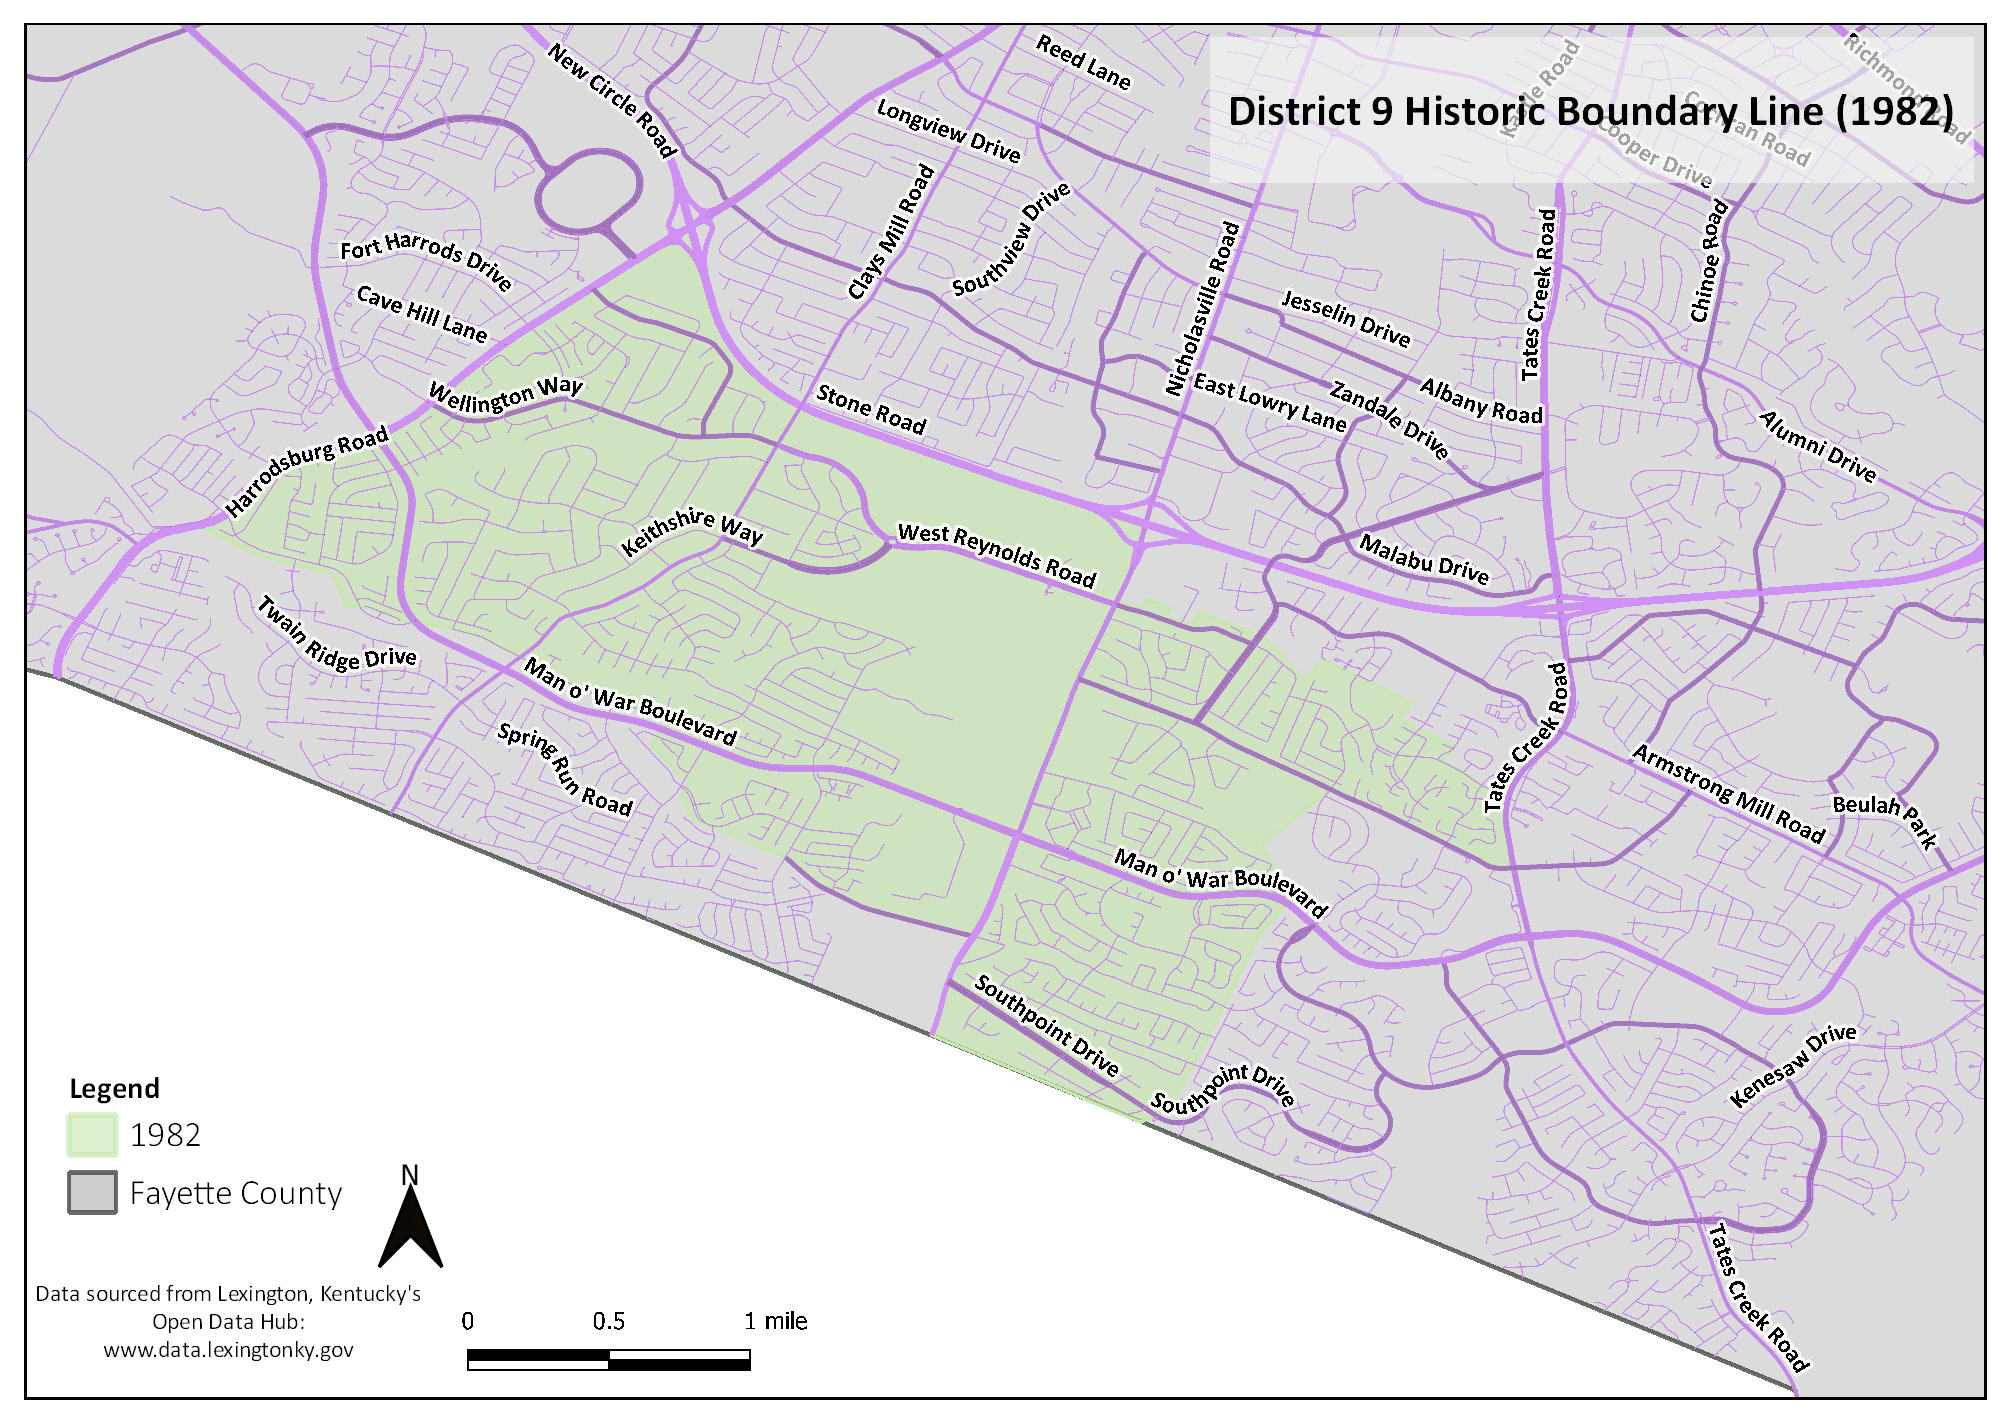 District 9 Historic Boundary Line (1982)
Richmond Road
Katie Road
Cochran Road
Cooper Drive
New Circle Road
Reed Lane
Longview Drive
Clays Mill Road
Southview Drive
Nicholasville Road
Tates Creek Road
Chinoe Road
Fort Harrods Drive
Cave Hill Lane
Jesselin Drive
Wellington Way
Stone Road
East Lowry Lane
Zandale Drive
Albany Road
Alumni Drive
Harrodsburg Road
Keithshire Way
West Reynolds Road
Malabu Drive
Twain Ridge Drive
Man o' War Boulevard
Tates Creek Road
Spring Run Road
Armstrong Mill Road
Beulah Park
Man o' War Boulevard
Southpoint Drive
Southpoint Drive
Kenesaw Drive
Tates Creek Road
Legend
1982
Fayette County
N
Data sourced from Lexington, Kentucky's
Open Data Hub:
www.data.lexingtonky.gov
0 0.5 1 mile